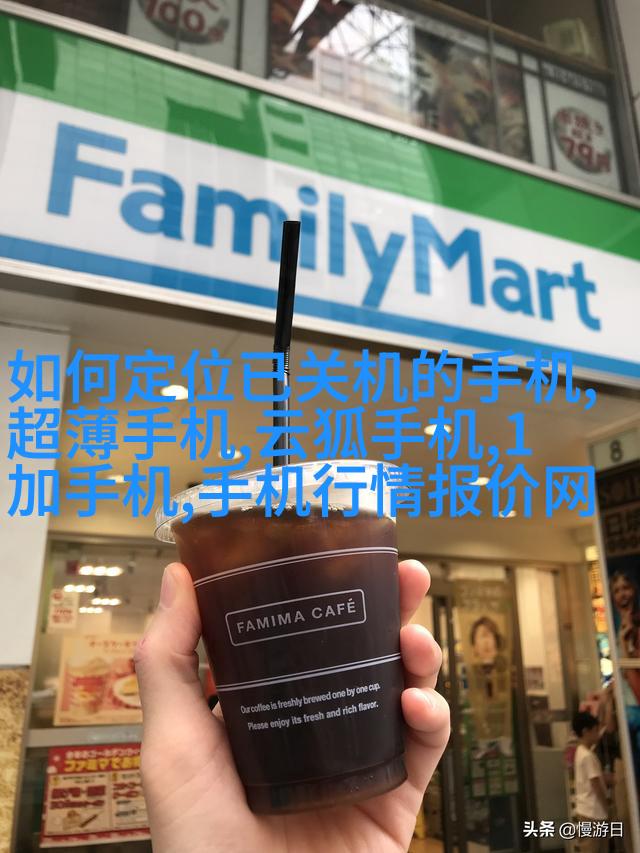 FamilyMart
如何定位已关机的手机,
超薄手机,云狐手机,1
加手机,手机行情报价网
8
FAMIMA CAFÉ
Our coffee is freshly brewed one by one cup.
Please enjoy its fresh and rich flavor.
头条 @慢游日